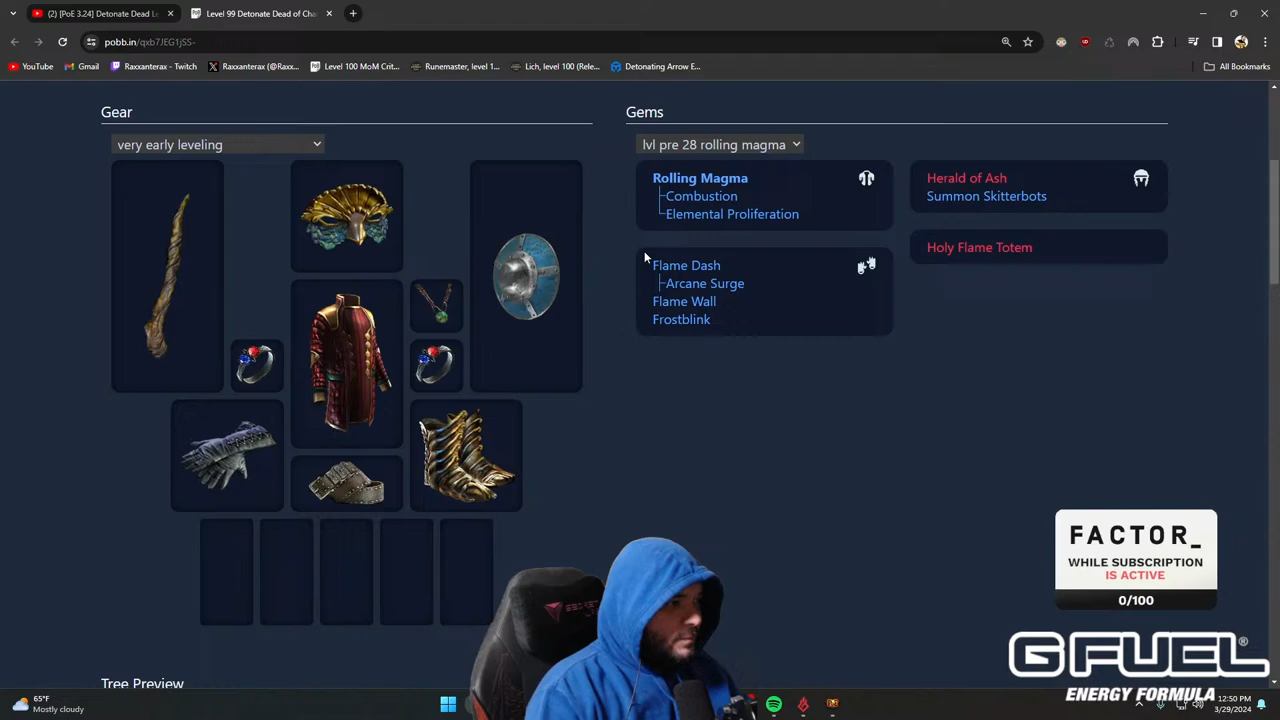 (2) [PoE 3.24] Detonate Dead L
Level 99 Detonate Dead of Cha
pobb.in/qxb7JEG1jSS-
YouTube
Gmail
Raxxanterax - Twitch
Raxxanterax (@Raxx...
Level 100 MoM Crit...
Runemaster, level 1...
Lich, level 100 (Rele...
Detonating Arrow E...
All Bookmarks
Gear
very early leveling
Gems
lvl pre 28 rolling magma
Rolling Magma
Combustion
Elemental Proliferation
Flame Dash
Arcane Surge
Flame Wall
Frostblink
Herald of Ash
Summon Skitterbots
Holy Flame Totem
Tree Preview
FACTOR_
WHILE SUBSCRIPTION
IS ACTIVE
0/100
G FUEL®
ENERGY FORMULA
65°F
Mostly cloudy
12:50 PM
3/29/2024